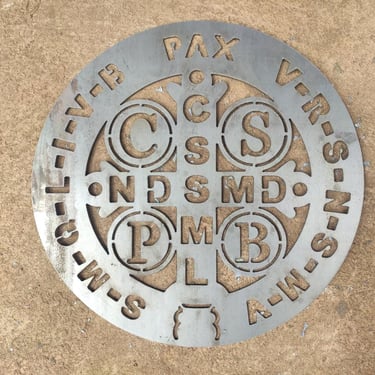 PAX
V-R-S-N-S-M-V
S-M-Q-L-I-V-B
C S
P B
C
S
S
S
M
L
NDSMD